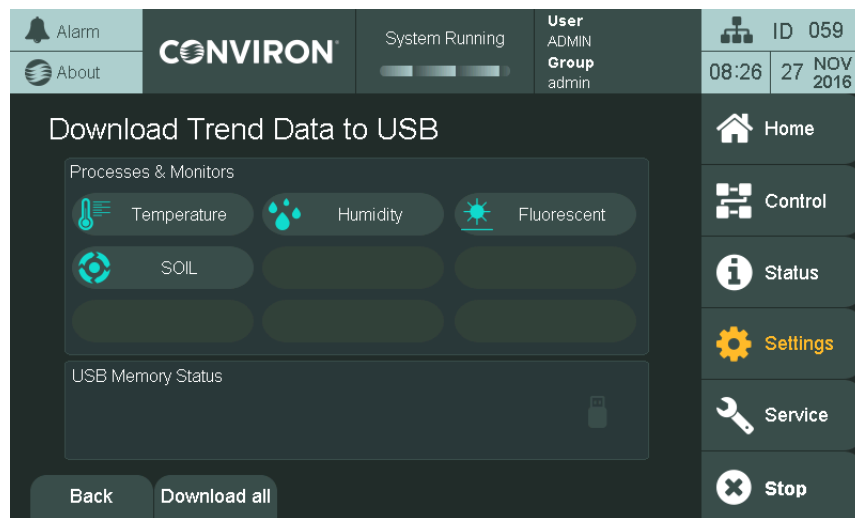 Alarm
About
CONVIRON
System Running
User
ADMIN
Group
admin
ID 059
08:26
27 NOV 2016
Download Trend Data to USB
Processes & Monitors
Temperature
Humidity
Fluorescent
SOIL
USB Memory Status
Back
Download all
Home
Control
Status
Settings
Service
Stop